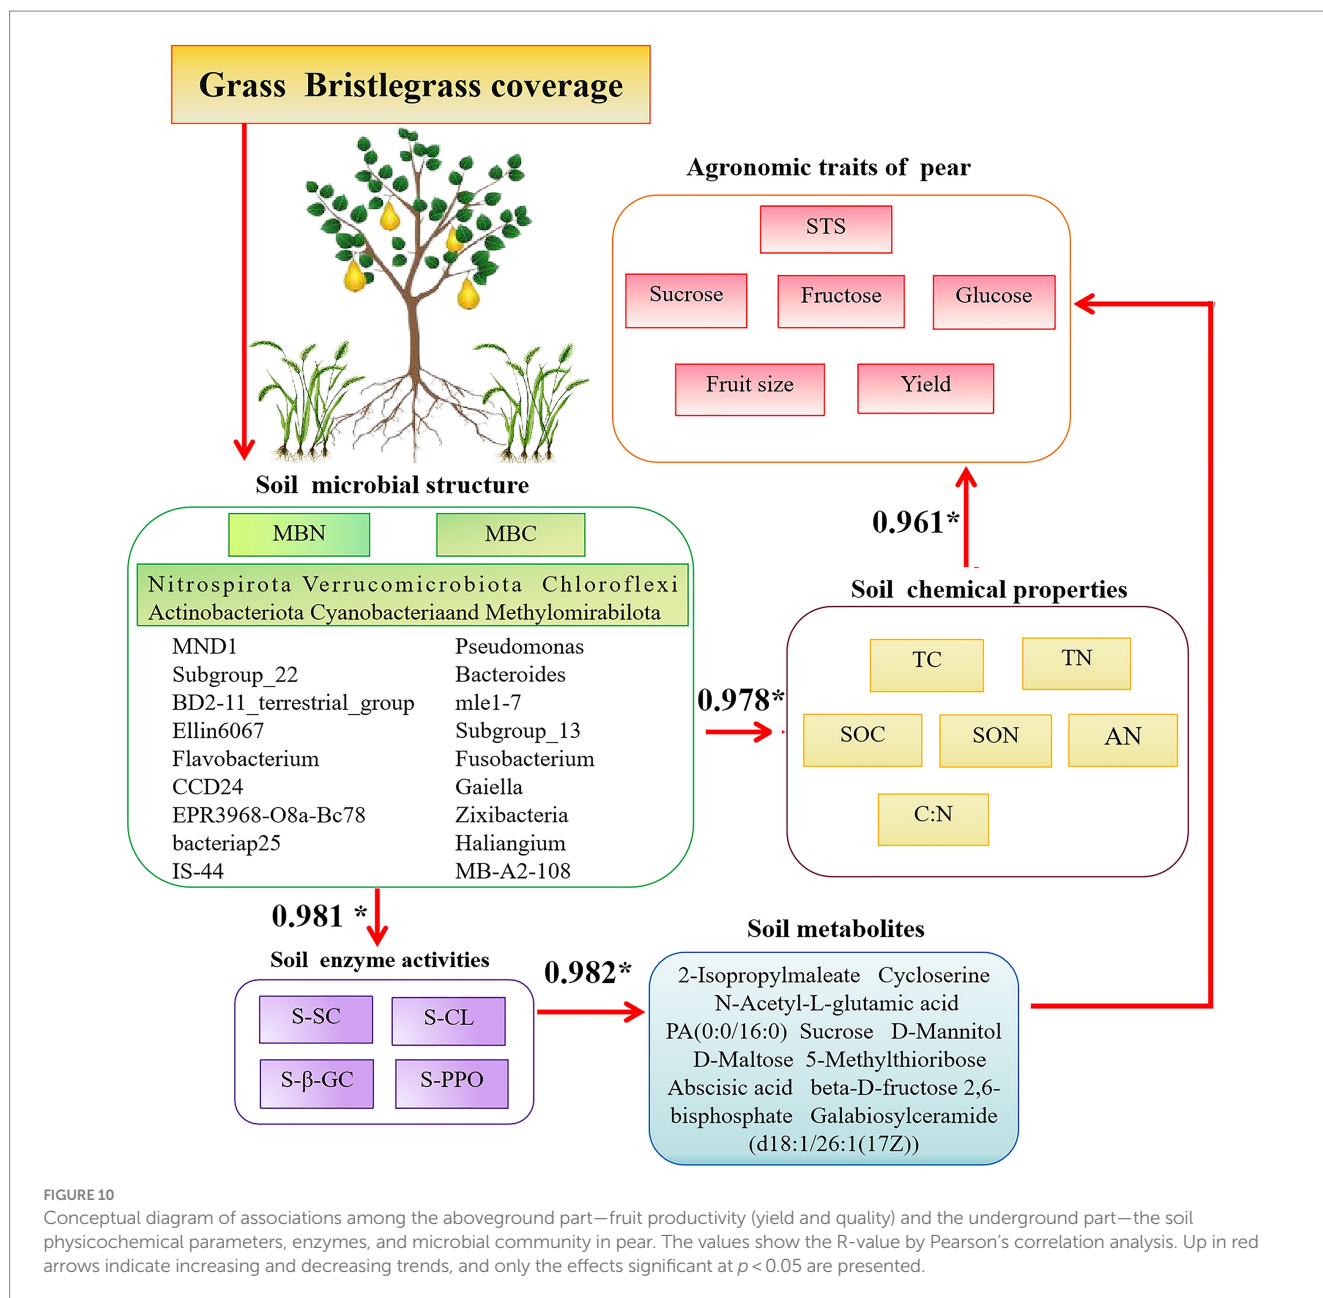 Grass Bristlegrass coverage
Agronomic traits of pear
STS
Sucrose Fructose Glucose
Fruit size Yield
Soil microbial structure
MBN MBC
Nitrospirota Verrucomicrobiota Chloroflexi
Actinobacteriota Cyanobacteriaand Methylomirabilota
MND1 Pseudomonas
Subgroup_22 Bacteroides
BD2-11_terrestrial_group mle1-7
Ellin6067 Subgroup_13
Flavobacterium Fusobacterium
CCD24 Gaiella
EPR3968-O8a-Bc78 Zixibacteria
bacteriap25 Haliangium
IS-44 MB-A2-108
0.978*
0.961*
Soil chemical properties
TC TN
SOC SON AN
C:N
0.981 *
Soil enzyme activities
S-SC S-CL
S-β-GC S-PPO
0.982*
Soil metabolites
2-Isopropylmaleate Cycloserine
N-Acetyl-L-glutamic acid
PA(0:0/16:0) Sucrose D-Mannitol
D-Maltose 5-Methylthioribose
Abscisic acid beta-D-fructose 2,6-
bisphosphate Galabiosylceramide
(d18:1/26:1(17Z))
FIGURE 10
Conceptual diagram of associations among the aboveground part—fruit productivity (yield and quality) and the underground part—the soil
physicochemical parameters, enzymes, and microbial community in pear. The values show the R-value by Pearson's correlation analysis. Up in red
arrows indicate increasing and decreasing trends, and only the effects significant at p < 0.05 are presented.